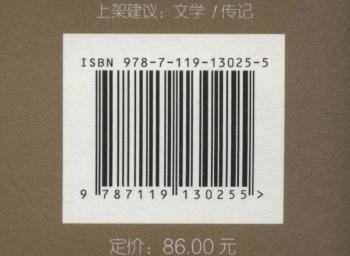 上架建议：文学 / 传记
ISBN 978-7-119-13025-5
9 787119 130255 >
定价：86.00 元